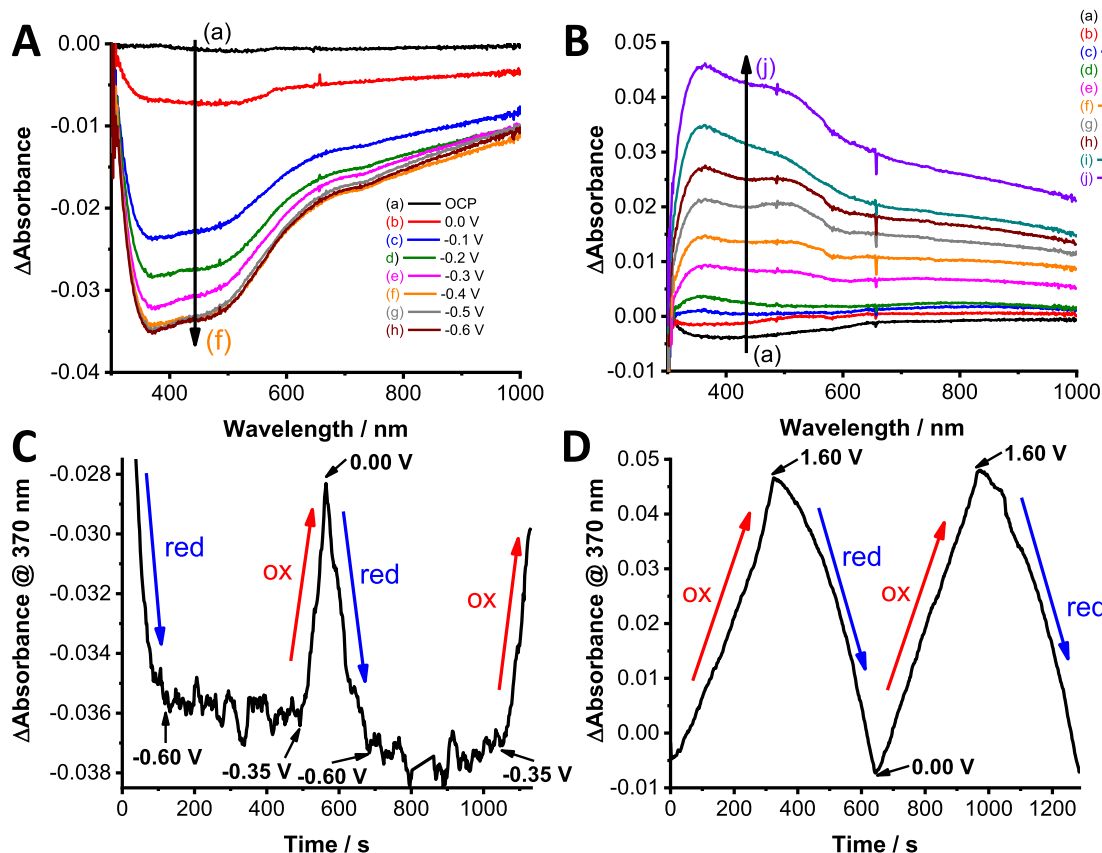 A
(a)
0.00
-0.01
-0.02
-0.03
-0.04
ΔAbsorbance
(a) OCP
(b) 0.0 V
(c) -0.1 V
d) -0.2 V
(e) -0.3 V
(f) -0.4 V
(g) -0.5 V
(h) -0.6 V
(f)
400 600 800 1000
Wavelength / nm
B
0.05
0.04
0.03
0.02
0.01
0.00
-0.01
ΔAbsorbance
(j)
(a)
(a)
(b)
(c)
(d)
(e)
(f)
(g)
(h)
(i)
(j)
400 600 800 1000
Wavelength / nm
C
-0.028
-0.030
-0.032
-0.034
-0.036
-0.038
ΔAbsorbance @ 370 nm
0.00 V
red
ox
red
ox
-0.60 V
-0.35 V
-0.60 V
-0.35 V
0 200 400 600 800 1000
Time / s
D
0.05
0.04
0.03
0.02
0.01
0.00
-0.01
ΔAbsorbance @ 370 nm
1.60 V
1.60 V
ox
red
ox
red
0.00 V
0 200 400 600 800 1000 1200
Time / s